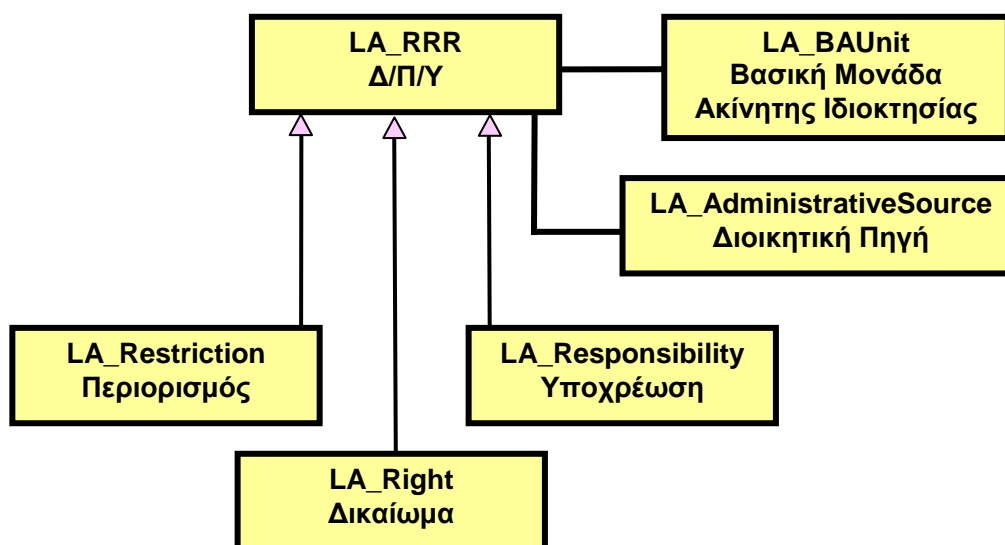 LA_RRR
Δ/Π/Υ
LA_BAUnit
Βασική Μονάδα
Ακίνητης Ιδιοκτησίας
LA_AdministrativeSource
Διοικητική Πηγή
LA_Restriction
Περιορισμός
LA_Responsibility
Υποχρέωση
LA_Right
Δικαίωμα